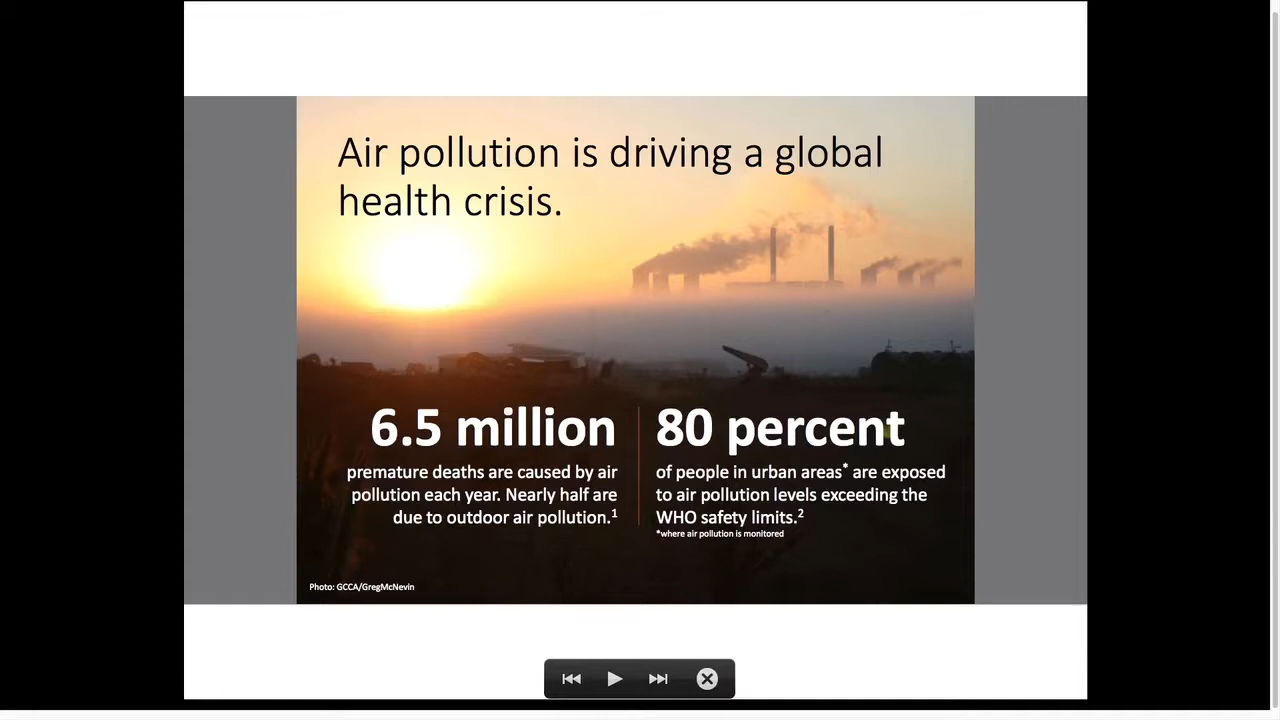 Air pollution is driving a global
health crisis.
6.5 million
premature deaths are caused by air
pollution each year. Nearly half are
due to outdoor air pollution.1
80 percent
of people in urban areas* are exposed
to air pollution levels exceeding the
WHO safety limits.2
*where air pollution is monitored
Photo: GCCA/GregMcNevin